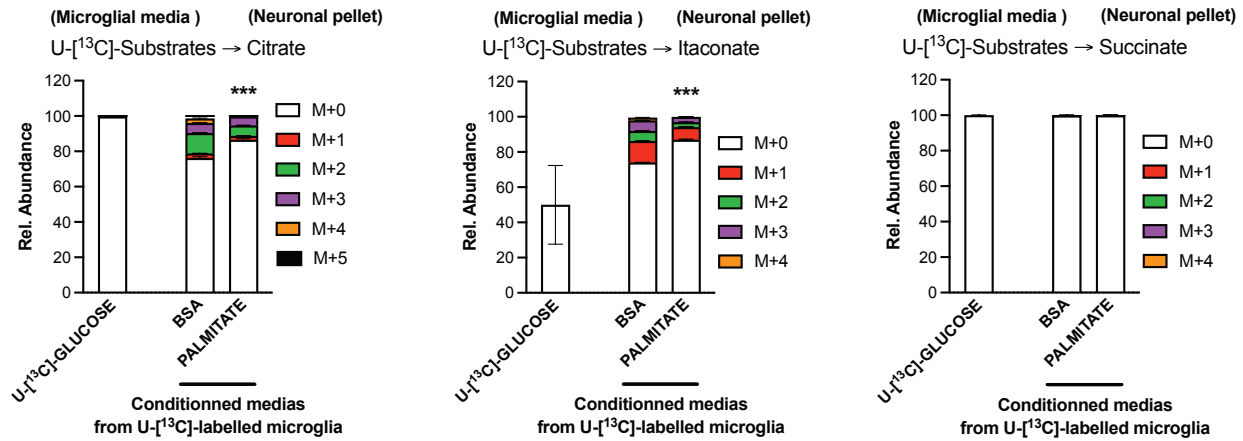 (Microglial media ) (Neuronal pellet)
U-[¹³C]-Substrates → Citrate
Rel. Abundance
120
100
80
60
40
20
0
***
M+0
M+1
M+2
M+3
M+4
M+5
U-[¹³C]-GLUCOSE
BSA
PALMITATE
Conditionned medias
from U-[¹³C]-labelled microglia
(Microglial media ) (Neuronal pellet)
U-[¹³C]-Substrates → Itaconate
Rel. Abundance
120
100
80
60
40
20
0
***
M+0
M+1
M+2
M+3
M+4
U-[¹³C]-GLUCOSE
BSA
PALMITATE
Conditionned medias
from U-[¹³C]-labelled microglia
(Microglial media) (Neuronal pellet)
U-[¹³C]-Substrates → Succinate
Rel. Abundance
120
100
80
60
40
20
0
M+0
M+1
M+2
M+3
M+4
U-[¹³C]-GLUCOSE
BSA
PALMITATE
Conditionned medias
from U-[¹³C]-labelled microglia